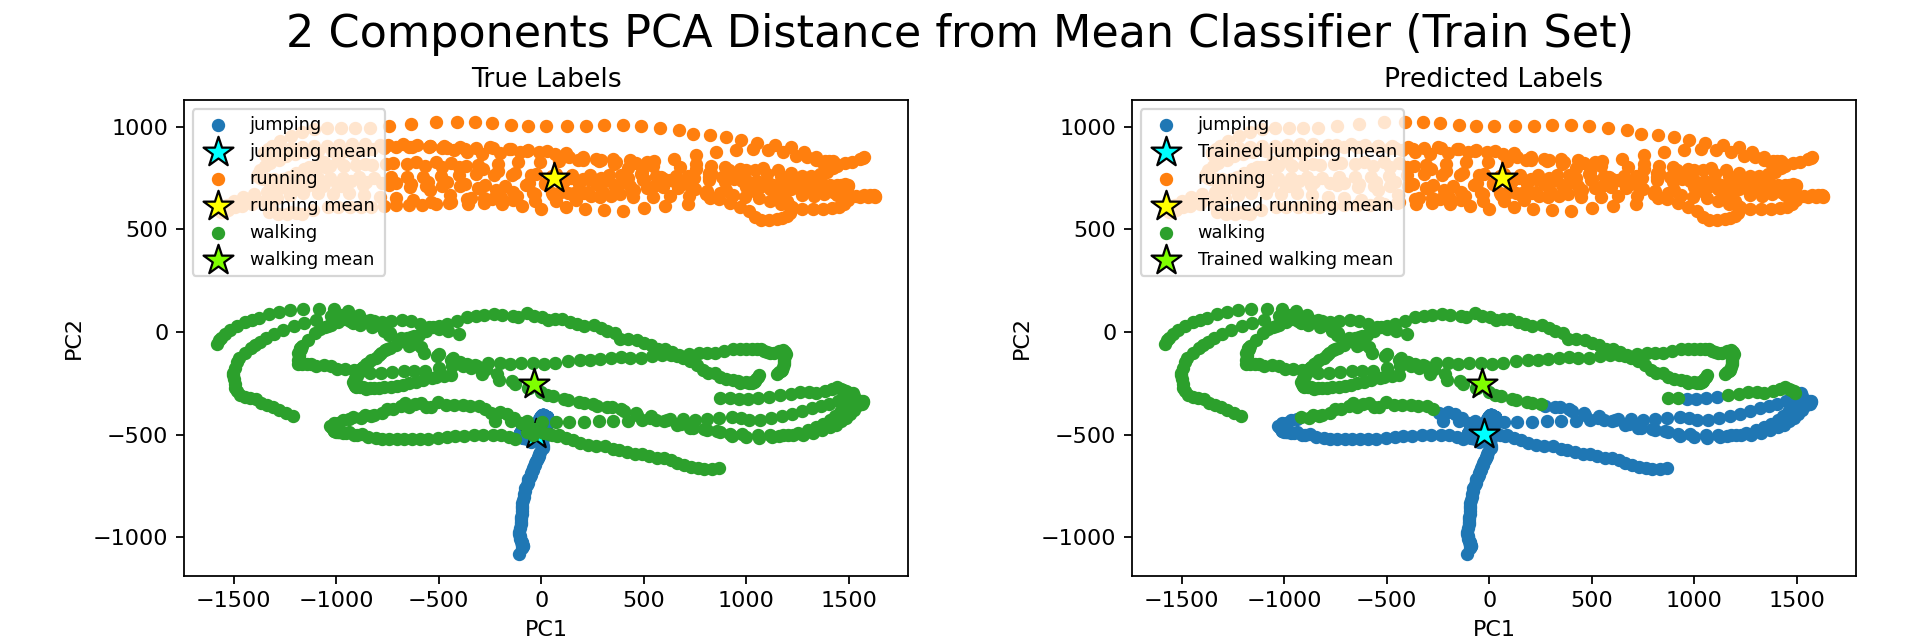 2 Components PCA Distance from Mean Classifier (Train Set)
True Labels
jumping
jumping mean
running
running mean
walking
walking mean
1000
500
0
−500
−1000
PC2
−1500
−1000
−500
0
500
1000
1500
PC1
Predicted Labels
jumping
Trained jumping mean
running
Trained running mean
walking
Trained walking mean
1000
500
0
−500
−1000
PC2
−1500
−1000
−500
0
500
1000
1500
PC1